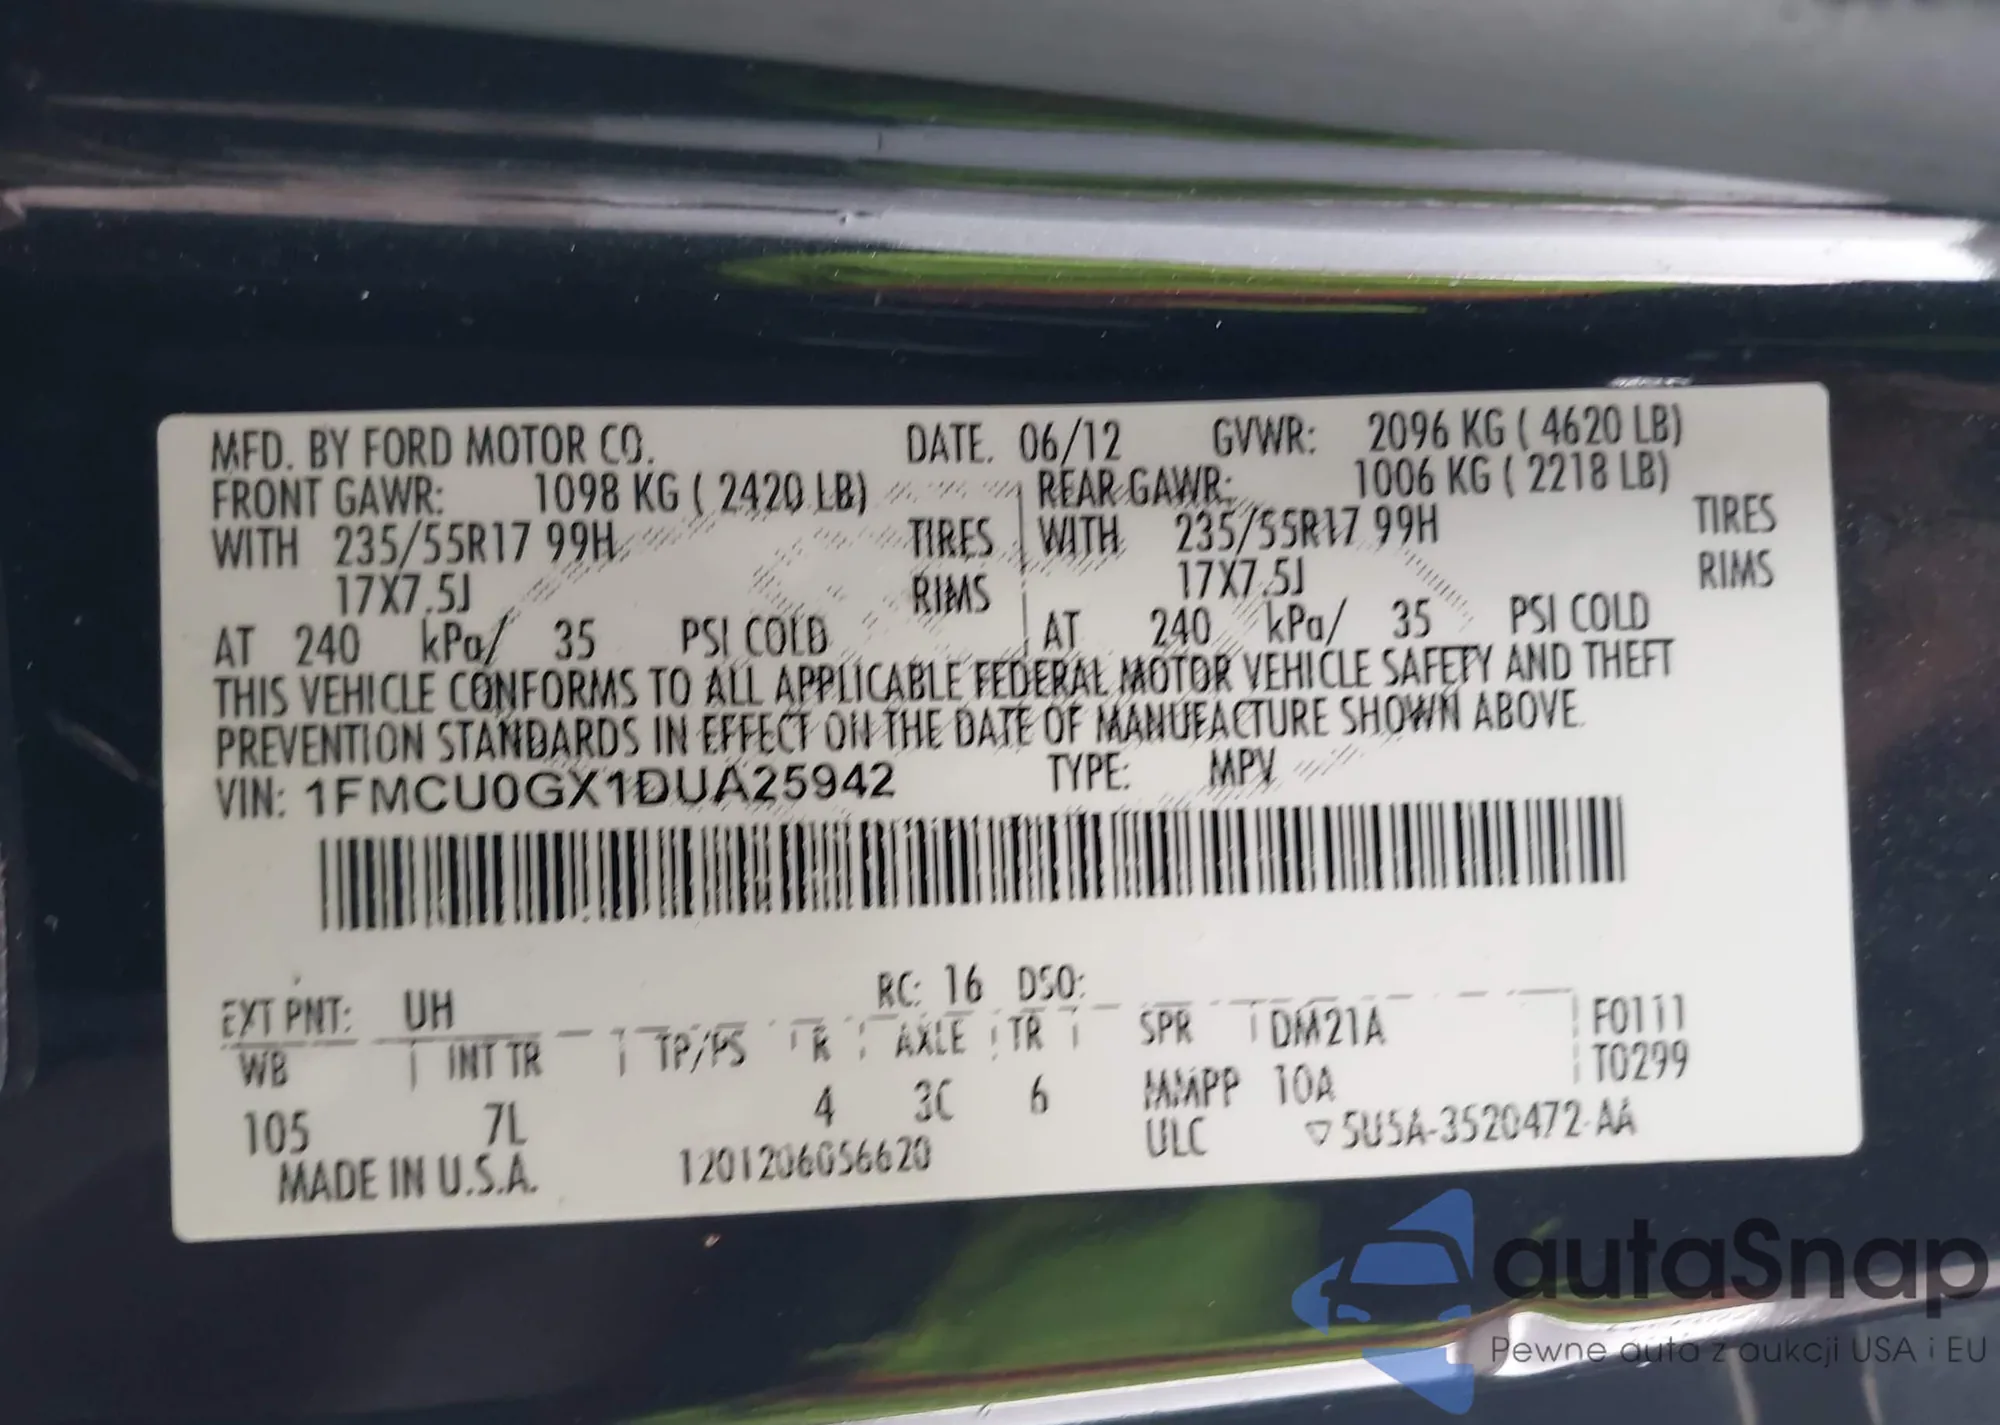 MFD. BY FORD MOTOR CO. DATE. 06/12 GVWR: 2096 KG ( 4620 LB)
FRONT GAWR: 1098 KG ( 2420 LB) REAR GAWR: 1006 KG ( 2218 LB)
WITH 235/55R17 99H TIRES WITH 235/55R17 99H TIRES
17X7.5J RIMS 17X7.5J RIMS
AT 240 kPa/ 35 PSI COLD AT 240 kPa/ 35 PSI COLD
THIS VEHICLE CONFORMS TO ALL APPLICABLE FEDERAL MOTOR VEHICLE SAFETY AND THEFT
PREVENTION STANDARDS IN EFFECT ON THE DATE OF MANUFACTURE SHOWN ABOVE.
VIN: 1FMCU0GX1DUA25942 TYPE: MPV
EXT PNT: UH RC: 16 DSO:
WB INT TR TP/PS R AXLE TR SPR DM21A F0111
105 7L 4 3C 6 MMPP 10A T0299
MADE IN U.S.A. 1201206056620 ULC ▽5U5A-3520472-AA
autaSnap
Pewne auta z aukcji USA i EU